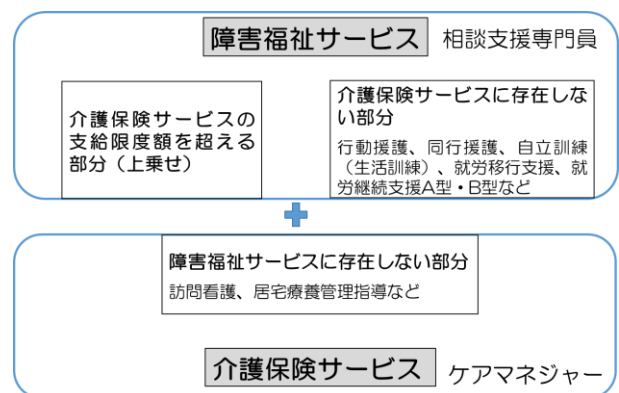 障害福祉サービス 相談支援専門員
介護保険サービスの
支給限度額を超える
部分（上乗せ）
介護保険サービスに存在しな
い部分
行動援護、同行援護、自立訓練
（生活訓練）、就労移行支援、就
労継続支援A型・B型など
障害福祉サービスに存在しない部分
訪問看護、居宅療養管理指導など
介護保険サービス ケアマネジャー